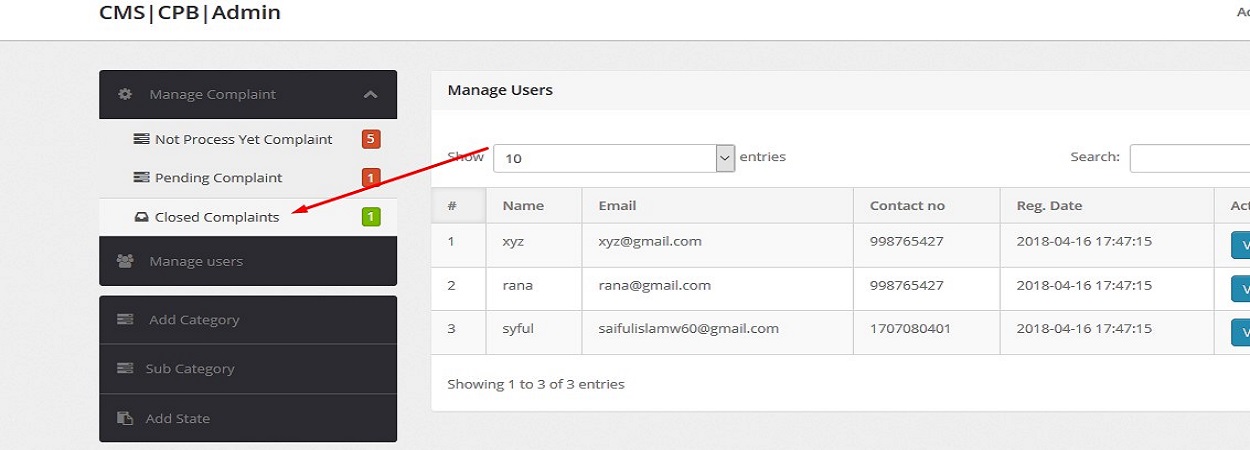 CMS|CPB|Admin
Manage Complaint
Not Process Yet Complaint 5
Pending Complaint 1
Closed Complaints 1
Manage users
Add Category
Sub Category
Add State
Manage Users
Show 10 entries Search:
# Name Email Contact no Reg. Date
1 xyz xyz@gmail.com 998765427 2018-04-16 17:47:15
2 rana rana@gmail.com 998765427 2018-04-16 17:47:15
3 syful saifulislamw60@gmail.com 1707080401 2018-04-16 17:47:15
Showing 1 to 3 of 3 entries